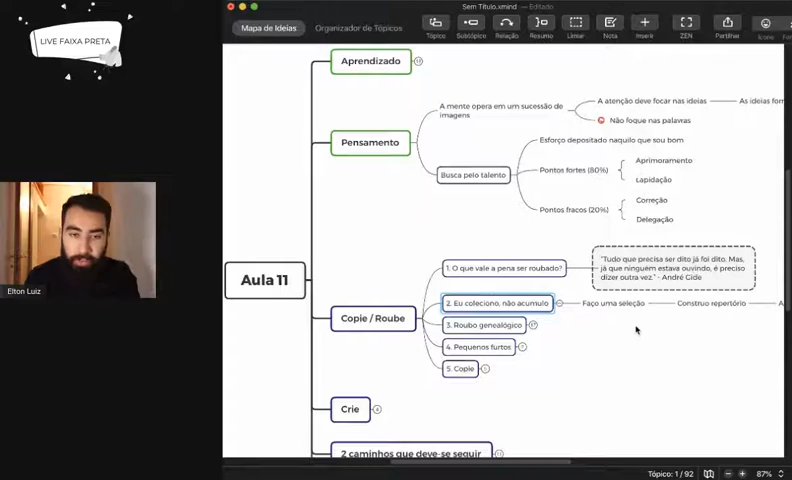 Sem Título.xmind — Editado
Mapa de Ideias
Organizador de Tópicos
Tópico
Subtópico
Relação
Resumo
Limiar
Nota
Inserir
ZEN
Partilhar
Ícone
LIVE FAIXA PRETA
Elton Luiz
Aula 11
Aprendizado
Pensamento
A mente opera em um sucessão de
imagens
A atenção deve focar nas ideias
As ideias for
Não foque nas palavras
Busca pelo talento
Esforço depositado naquilo que sou bom
Pontos fortes (80%)
Aprimoramento
Lapidação
Pontos fracos (20%)
Correção
Delegação
Copie / Roube
1. O que vale a pena ser roubado?
"Tudo que precisa ser dito já foi dito. Mas,
já que ninguém estava ouvindo, é preciso
dizer outra vez." - André Gide
2. Eu coleciono, não acumulo
Faço uma seleção
Construo repertório
A
3. Roubo genealógico
4. Pequenos furtos
5. Copie
Crie
2 caminhos que deve-se seguir
Tópico: 1 / 92
87%